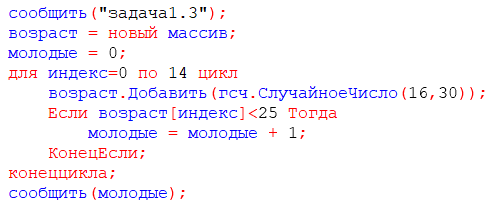 сообщить("задача1.3");
возраст = новый массив;
молодые = 0;
для индекс=0 по 14 цикл
    возраст.Добавить(гсч.СлучайноеЧисло(16,30));
    Если возраст[индекс]<25 Тогда
        молодые = молодые + 1;
    КонецЕсли;
конеццикла;
сообщить(молодые);